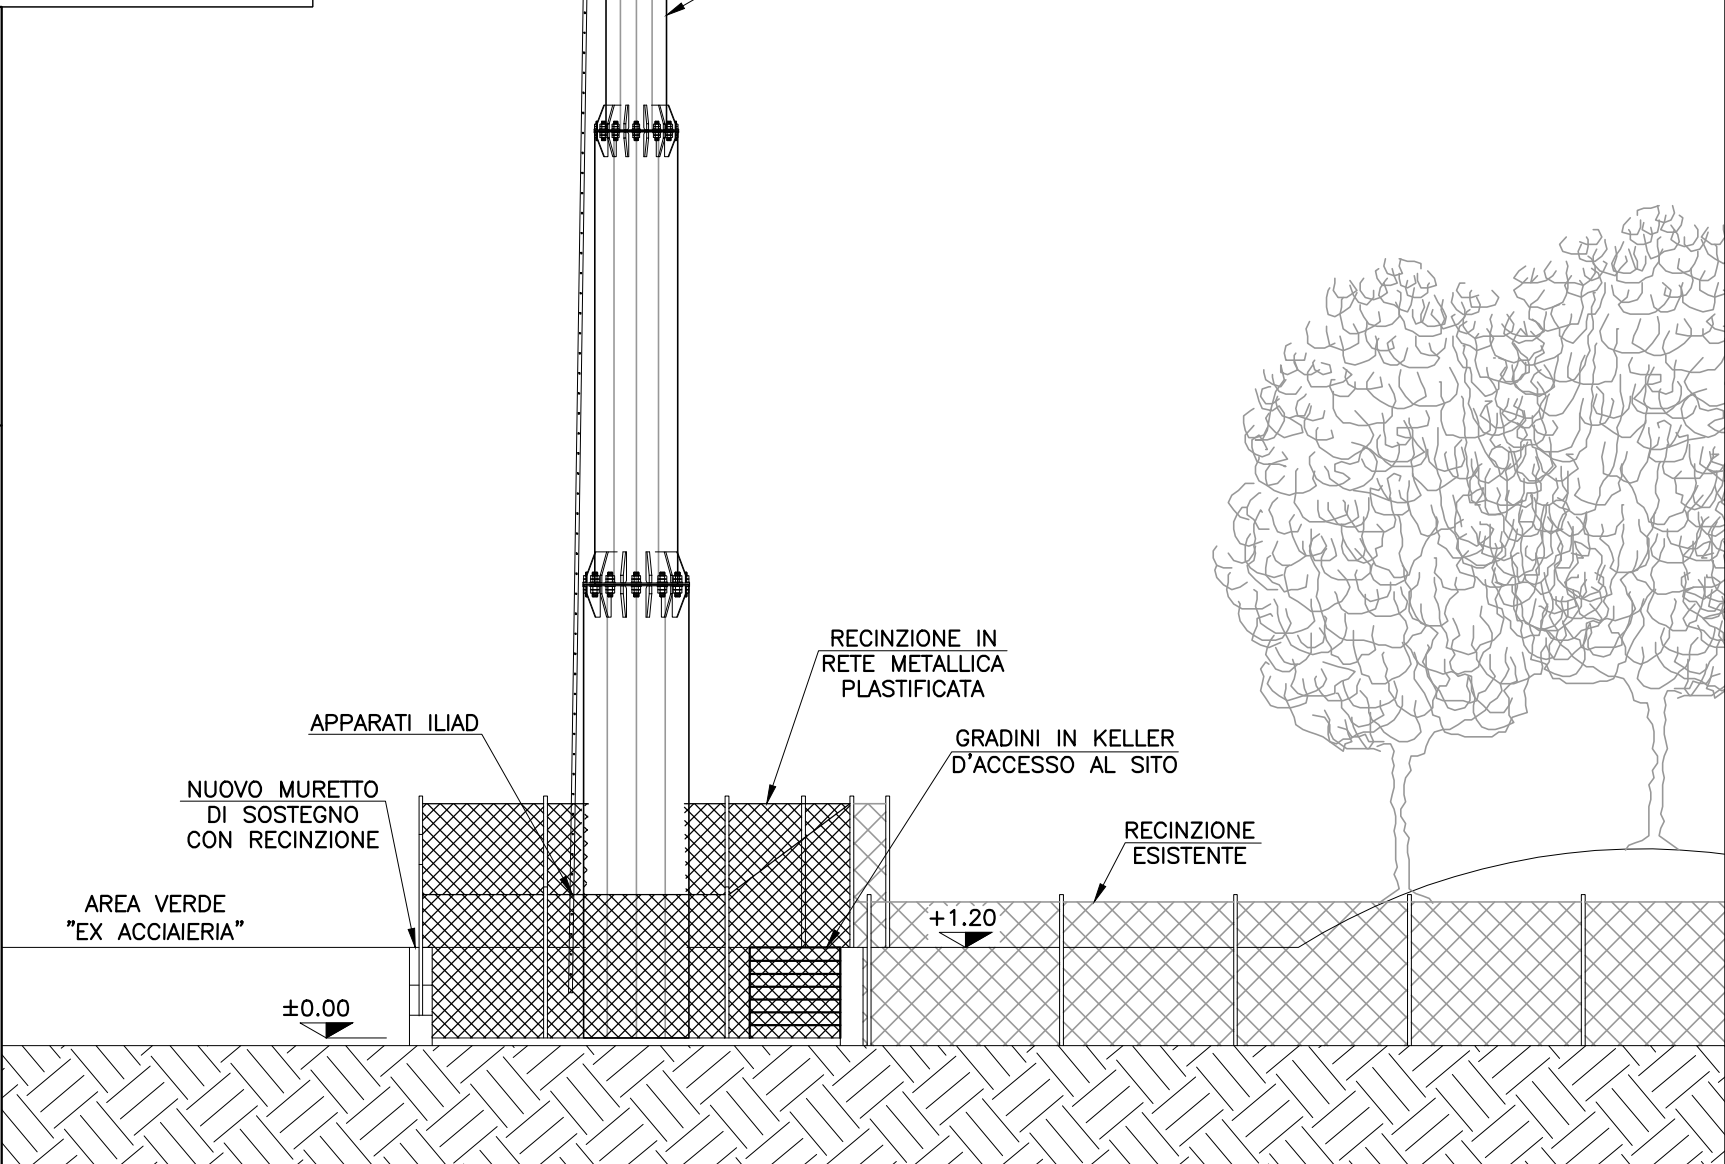 RECINZIONE IN
RETE METALLICA
PLASTIFICATA
APPARATI ILIAD
GRADINI IN KELLER
D'ACCESSO AL SITO
NUOVO MURETTO
DI SOSTEGNO
CON RECINZIONE
RECINZIONE
ESISTENTE
AREA VERDE
"EX ACCIAIERIA"
+1.20
±0.00